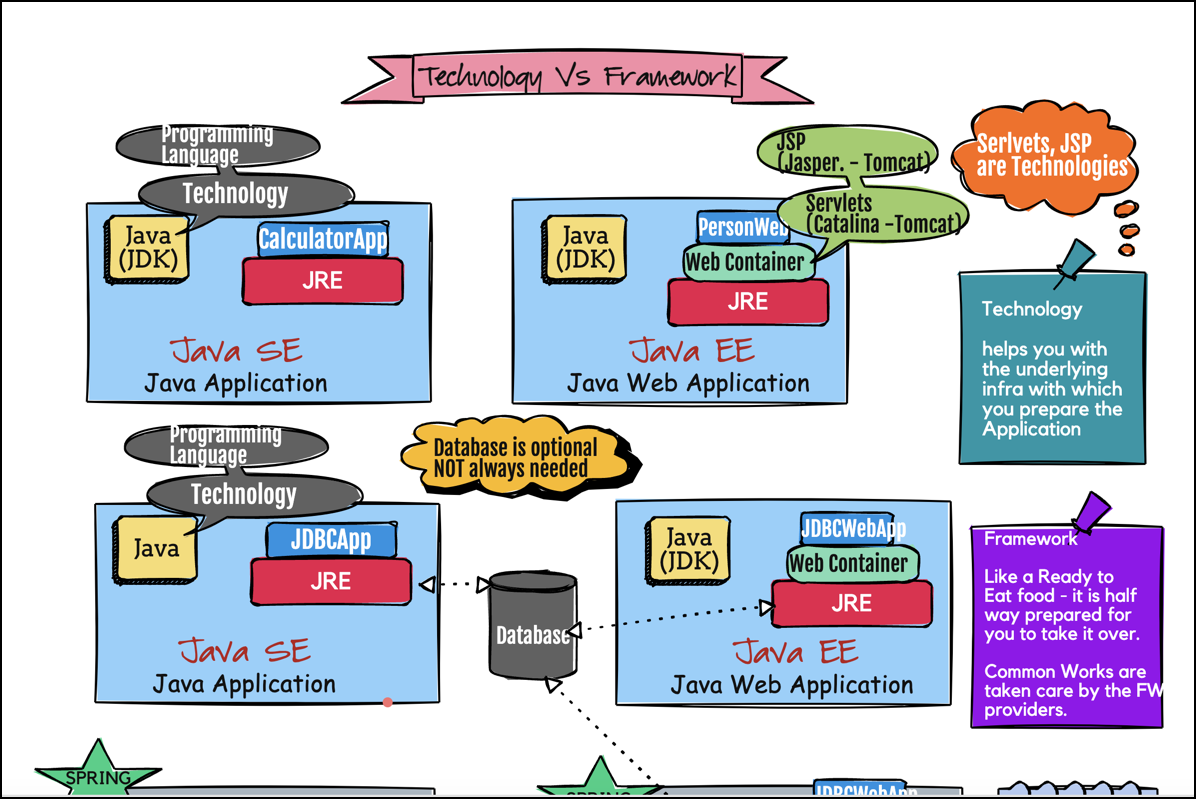 Technology Vs Framework
Programming
Language
Technology
Java
(JDK)
CalculatorApp
JRE
Java SE
Java Application
JSP
(Jasper. - Tomcat)
Servlets
(Catalina -Tomcat)
Java
(JDK)
PersonWeb
Web Container
JRE
Java EE
Java Web Application
Serlvets, JSP
are Technologies
Technology
helps you with
the underlying
infra with which
you prepare the
Application
Programming
Language
Technology
Java
JDBCApp
JRE
Java SE
Java Application
Database is optional
NOT always needed
Database
Java
(JDK)
JDBCWebApp
Web Container
JRE
Java EE
Java Web Application
Framework
Like a Ready to
Eat food - it is half
way prepared for
you to take it over.
Common Works are
taken care by the FW
providers.
SPRING
SPRING
JDBCWebApp